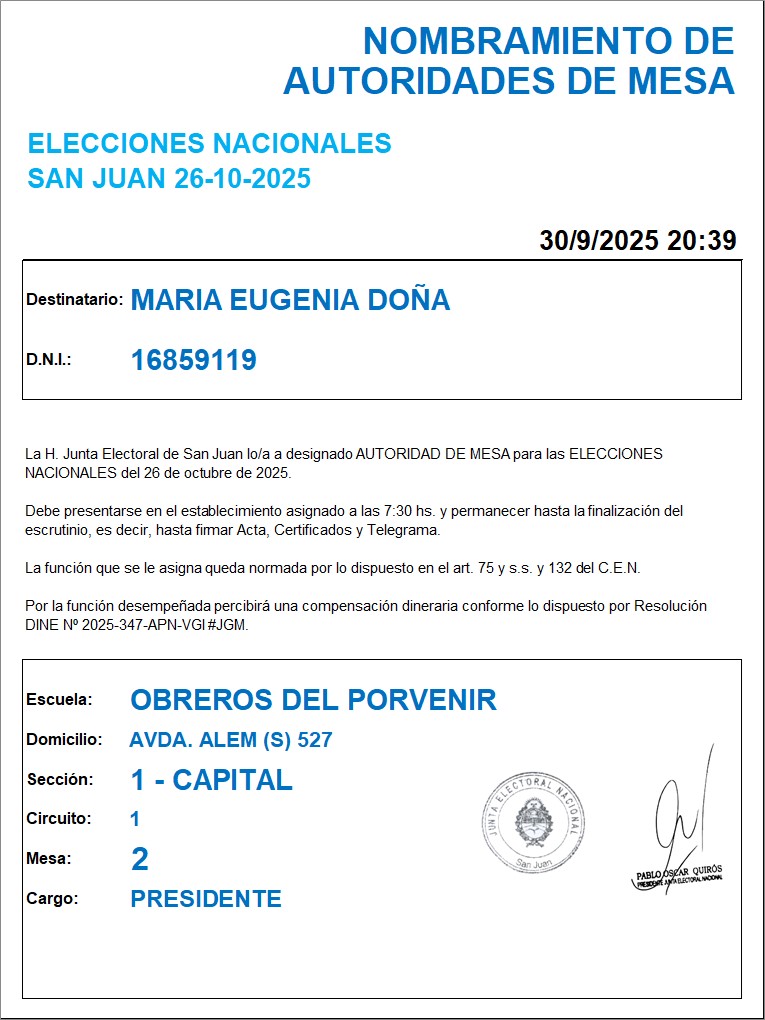 NOMBRAMIENTO DE
AUTORIDADES DE MESA
ELECCIONES NACIONALES
SAN JUAN 26-10-2025
30/9/2025 20:39
Destinatario: MARIA EUGENIA DOÑA
D.N.I.: 16859119
La H. Junta Electoral de San Juan lo/a a designado AUTORIDAD DE MESA para las ELECCIONES
NACIONALES del 26 de octubre de 2025.
Debe presentarse en el establecimiento asignado a las 7:30 hs. y permanecer hasta la finalización del
escrutinio, es decir, hasta firmar Acta, Certificados y Telegrama.
La función que se le asigna queda normada por lo dispuesto en el art. 75 y s.s. y 132 del C.E.N.
Por la función desempeñada percibirá una compensación dineraria conforme lo dispuesto por Resolución
DINE Nº 2025-347-APN-VGI#JGM.
Escuela: OBREROS DEL PORVENIR
Domicilio: AVDA. ALEM (S) 527
Sección: 1 - CAPITAL
Circuito: 1
Mesa: 2
Cargo: PRESIDENTE
JUNTA ELECTORAL NACIONAL
San Juan
PABLO OSCAR QUIRÓS
PRESIDENTE JUNTA ELECTORAL NACIONAL